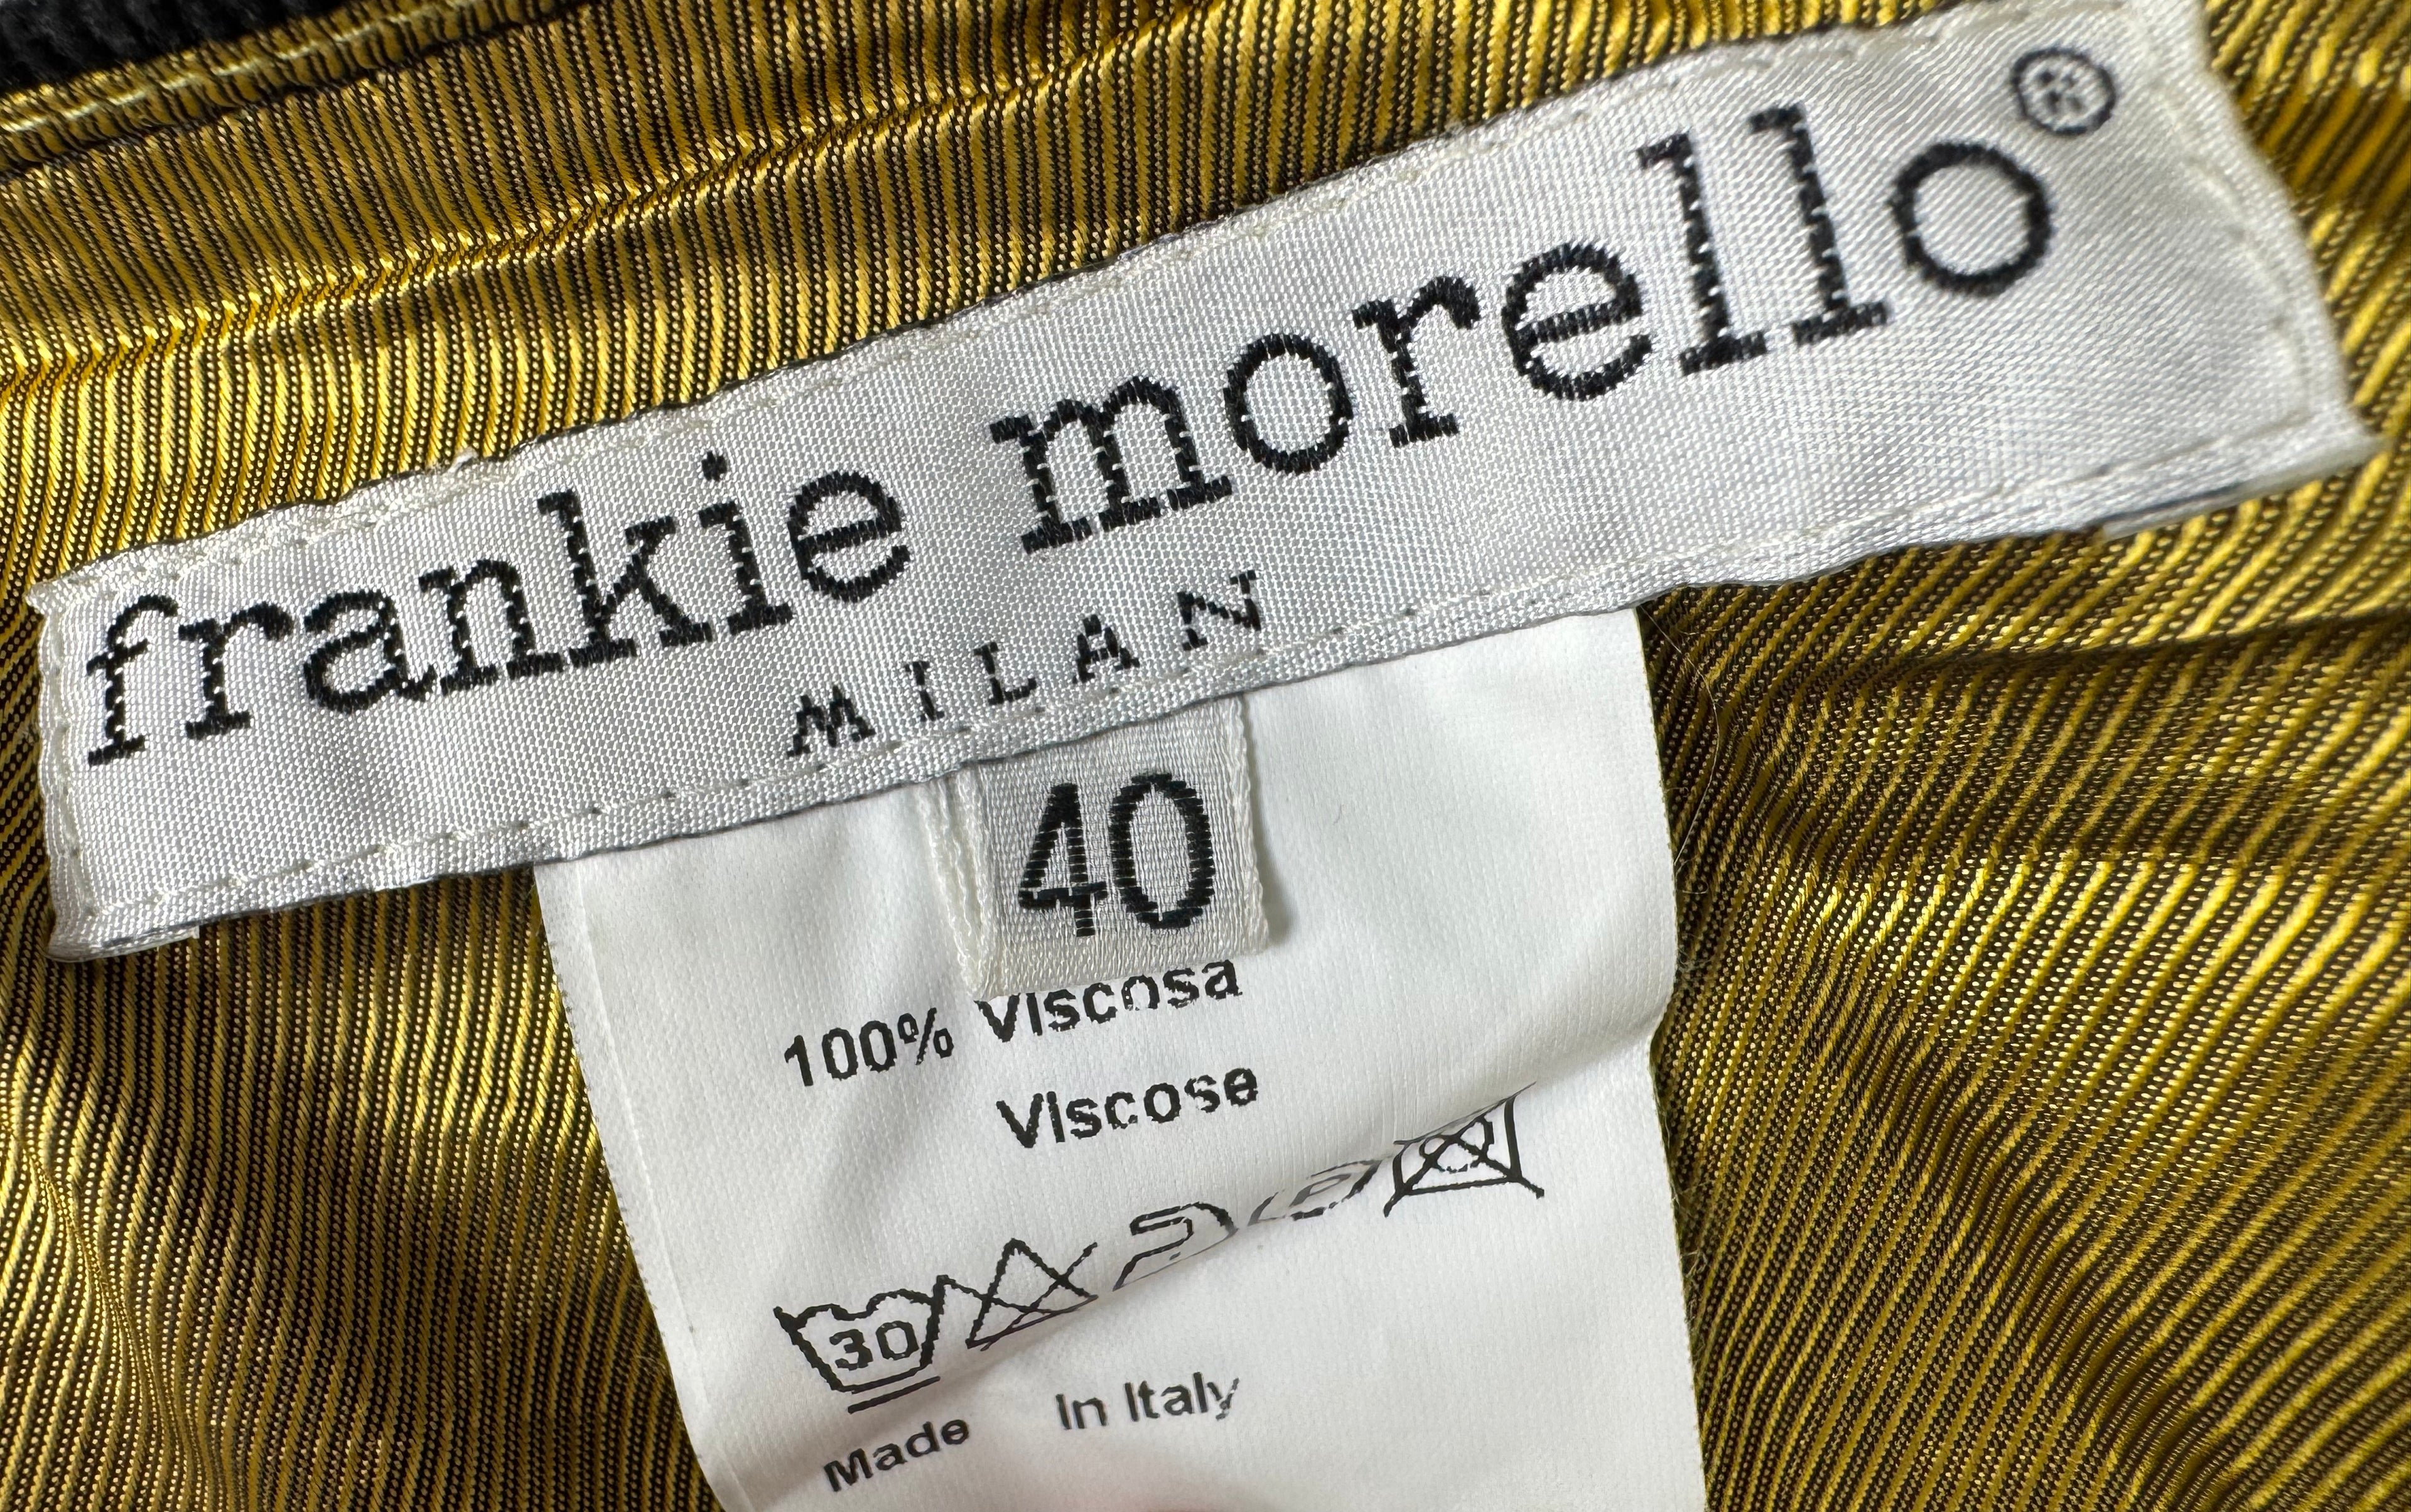 frankie morello®
MILAN
40
100% Viscosa
Viscose
30
P
Made In Italy